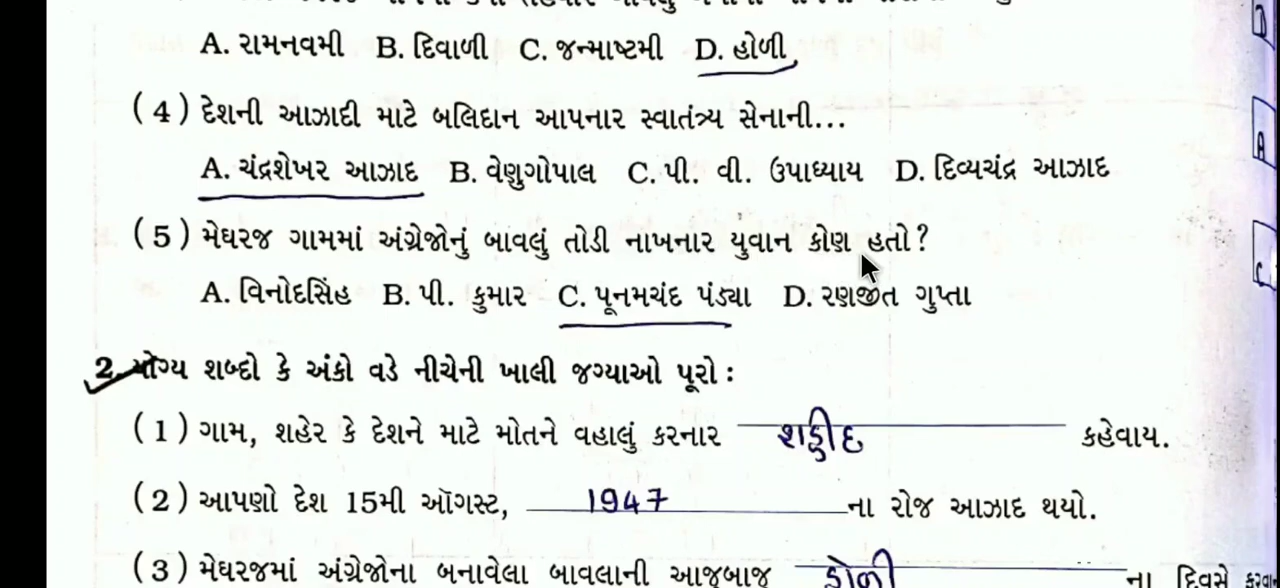 A. રામનવમી B. દિવાળી C. જન્માષ્ટમી D. હોળી
(4) દેશની આઝાદી માટે બલિદાન આપનાર સ્વાતંત્ર્ય સેનાની...
A. ચંદ્રશેખર આઝાદ B. વેણુગોપાલ C. પી. વી. ઉપાધ્યાય D. દિવ્યચંદ્ર આઝાદ
(5) મેઘરજ ગામમાં અંગ્રેજોનું બાવલું તોડી નાખનાર યુવાન કોણ હતો?
A. વિનોદસિંહ B. પી. કુમાર C. પૂનમચંદ પંડ્યા D. રણજીત ગુપ્તા
2. યોગ્ય શબ્દો કે અંકો વડે નીચેની ખાલી જગ્યાઓ પૂરો :
(1) ગામ, શહેર કે દેશને માટે મોતને વહાલું કરનાર શહીદ કહેવાય.
(2) આપણો દેશ 15મી ઑગસ્ટ, 1947 ના રોજ આઝાદ થયો.
(3) મેઘરજમાં અંગ્રેજોના બનાવેલા બાવલાની આજુબાજુ હોળી ના દિવસે
D
A
C